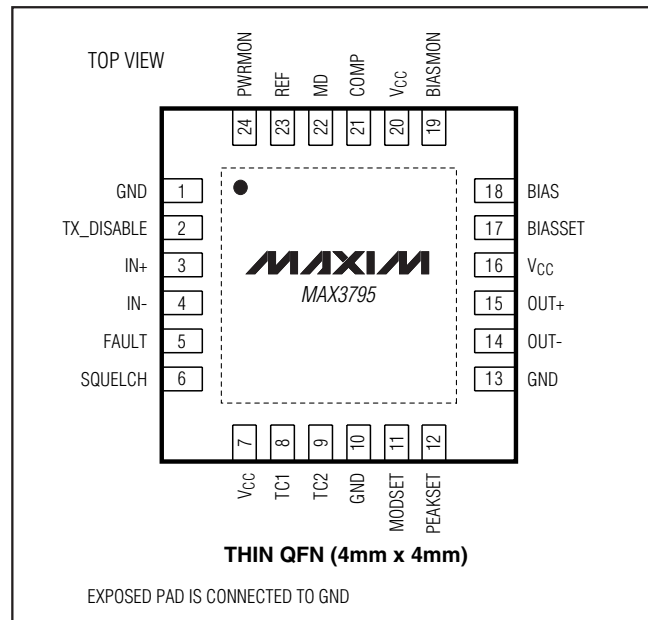 TOP VIEW
PWRMON
REF
MD
COMP
VCC
BIASMON
24
23
22
21
20
19
GND 1
TX_DISABLE 2
IN+ 3
IN- 4
FAULT 5
SQUELCH 6
18 BIAS
17 BIASSET
16 VCC
15 OUT+
14 OUT-
13 GND
MAXIM
MAX3795
7
8
9
10
11
12
VCC
TC1
TC2
GND
MODSET
PEAKSET
THIN QFN (4mm x 4mm)
EXPOSED PAD IS CONNECTED TO GND